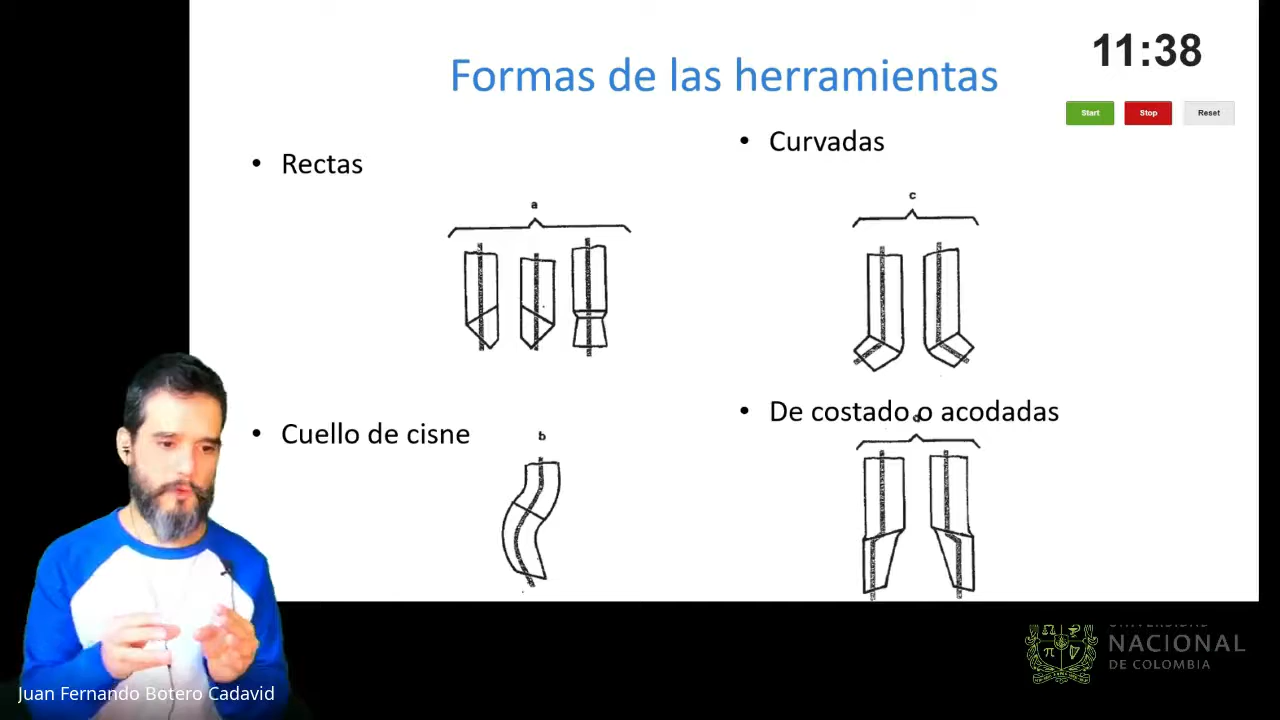 11:38
Formas de las herramientas
Start
Stop
Reset
• Rectas
a
• Curvadas
c
• Cuello de cisne
b
• De costado o acodadas
d
UNIVERSIDAD
NACIONAL
DE COLOMBIA
Juan Fernando Botero Cadavid